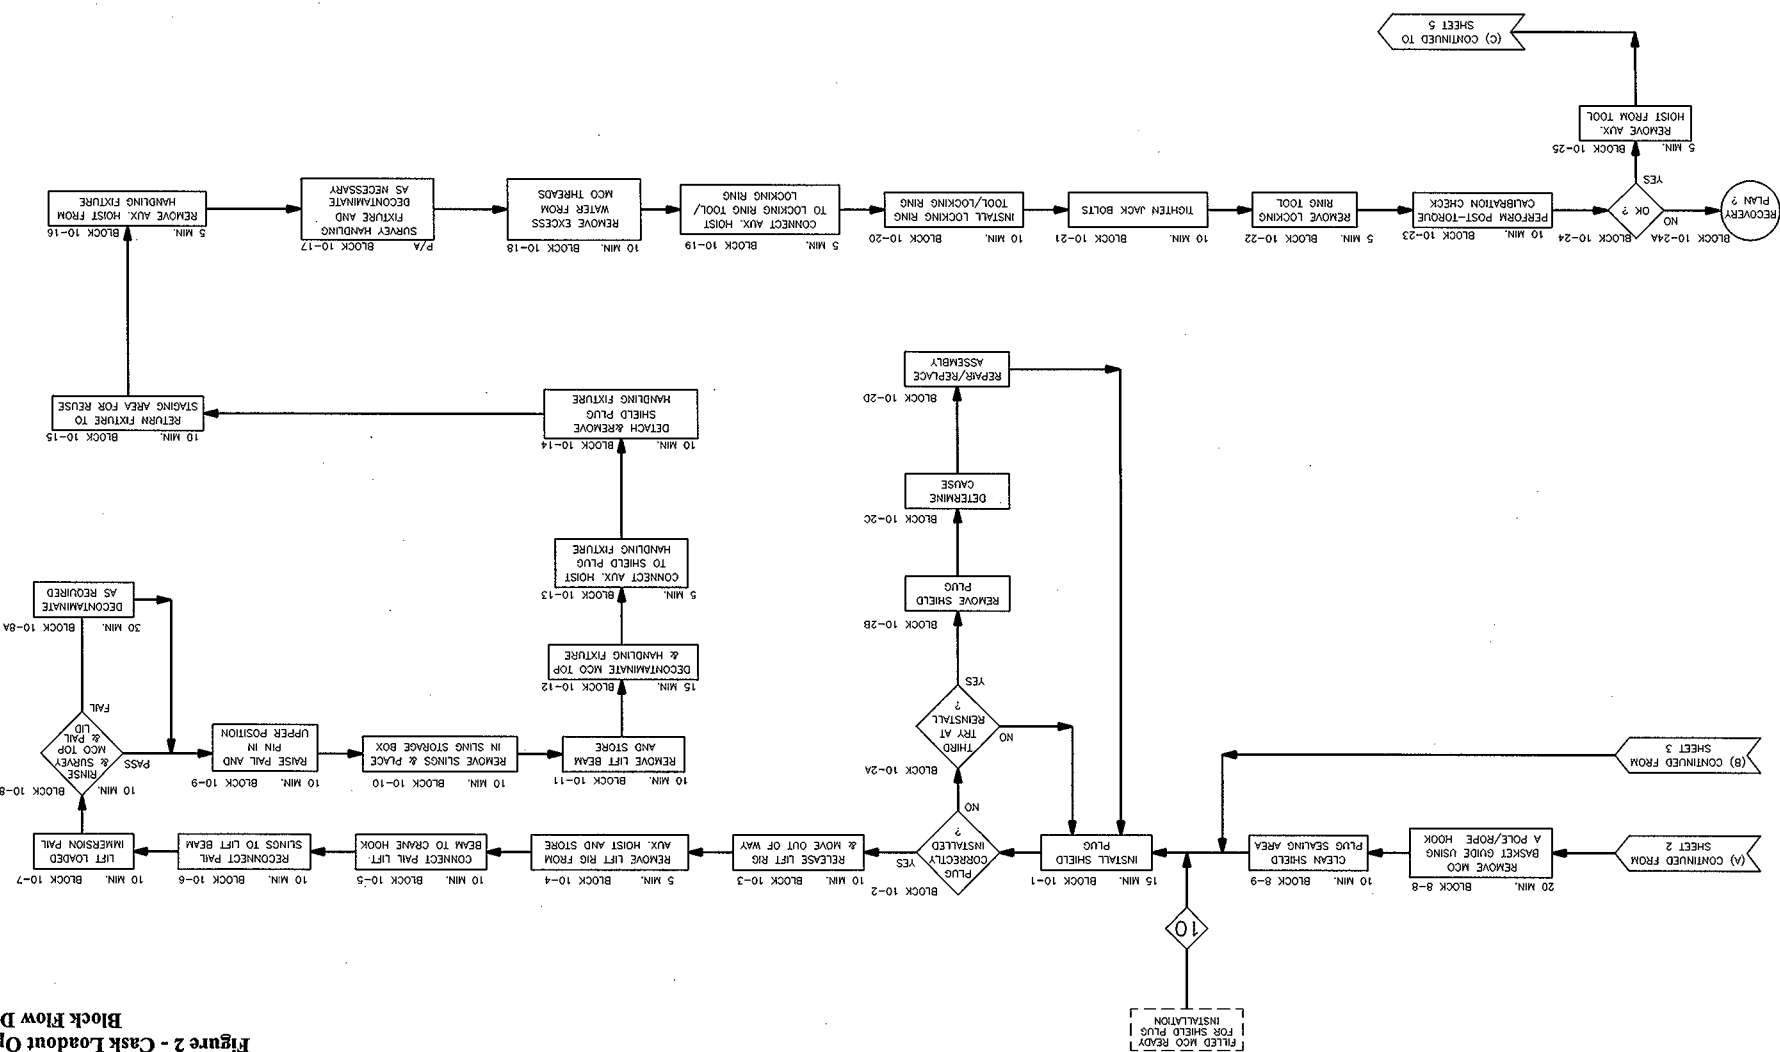 Figure 2 - Cask Loadout Op
Block Flow D
FILLED MCO READY
FOR SHIELD PLUG
INSTALLATION
10
(A) CONTINUED FROM
SHEET 2
20 MIN. BLOCK 8-8
REMOVE MCO
BASKET GUIDE USING
A POLE/ROPE HOOK
10 MIN. BLOCK 8-9
CLEAN SHIELD
PLUG SEALING AREA
15 MIN. BLOCK 10-1
INSTALL SHIELD
PLUG
BLOCK 10-2
PLUG
INSTALLED
CORRECTLY
?
YES
NO
10 MIN. BLOCK 10-3
RELEASE LIFT RIG
& MOVE OUT OF WAY
5 MIN. BLOCK 10-4
REMOVE LIFT RIG FROM
AUX. HOIST AND STORE
10 MIN. BLOCK 10-5
CONNECT PAIL LIFT.
BEAM TO CRANE HOOK
10 MIN. BLOCK 10-6
RECONNECT PAIL
SLINGS TO LIFT BEAM
10 MIN. BLOCK 10-7
LIFT LOADED
IMMERSION PAIL
(B) CONTINUED FROM
SHEET 3
BLOCK 10-2A
THIRD
TRY AT
REINSTALL
?
NO
YES
10 MIN. BLOCK 10-11
REMOVE LIFT BEAM
AND STORE
10 MIN. BLOCK 10-10
REMOVE SLINGS & PLACE
IN SLING STORAGE BOX
10 MIN. BLOCK 10-9
RAISE PAIL AND
PIN IN
UPPER POSITION
10 MIN. BLOCK 10-8
RINSE
& SURVEY
MCO TOP
& PAIL
LID
PASS
FAIL
BLOCK 10-2B
REMOVE SHIELD
PLUG
15 MIN. BLOCK 10-12
DECONTAMINATE MCO TOP
& HANDLING FIXTURE
30 MIN. BLOCK 10-8A
DECONTAMINATE
AS REQUIRED
BLOCK 10-2C
DETERMINE
CAUSE
5 MIN. BLOCK 10-13
CONNECT AUX. HOIST
TO SHIELD PLUG
HANDLING FIXTURE
BLOCK 10-2D
REPAIR/REPLACE
ASSEMBLY
10 MIN. BLOCK 10-14
DETACH &REMOVE
SHIELD PLUG
HANDLING FIXTURE
10 MIN. BLOCK 10-15
RETURN FIXTURE TO
STAGING AREA FOR REUSE
BLOCK 10-24A
RECOVERY
PLAN ?
NO
BLOCK 10-24
OK ?
YES
10 MIN. BLOCK 10-23
PERFORM POST-TORQUE
CALIBRATION CHECK
5 MIN. BLOCK 10-22
REMOVE LOCKING
RING TOOL
10 MIN. BLOCK 10-21
TIGHTEN JACK BOLTS
10 MIN. BLOCK 10-20
INSTALL LOCKING RING
TOOL/LOCKING RING
5 MIN. BLOCK 10-19
CONNECT AUX. HOIST
TO LOCKING RING TOOL/
LOCKING RING
10 MIN. BLOCK 10-18
REMOVE EXCESS
WATER FROM
MCO THREADS
P/A BLOCK 10-17
SURVEY HANDLING
FIXTURE AND
DECONTAMINATE
AS NECESSARY
5 MIN. BLOCK 10-16
REMOVE AUX. HOIST FROM
HANDLING FIXTURE
5 MIN. BLOCK 10-25
REMOVE AUX.
HOIST FROM TOOL
(C) CONTINUED TO
SHEET 5